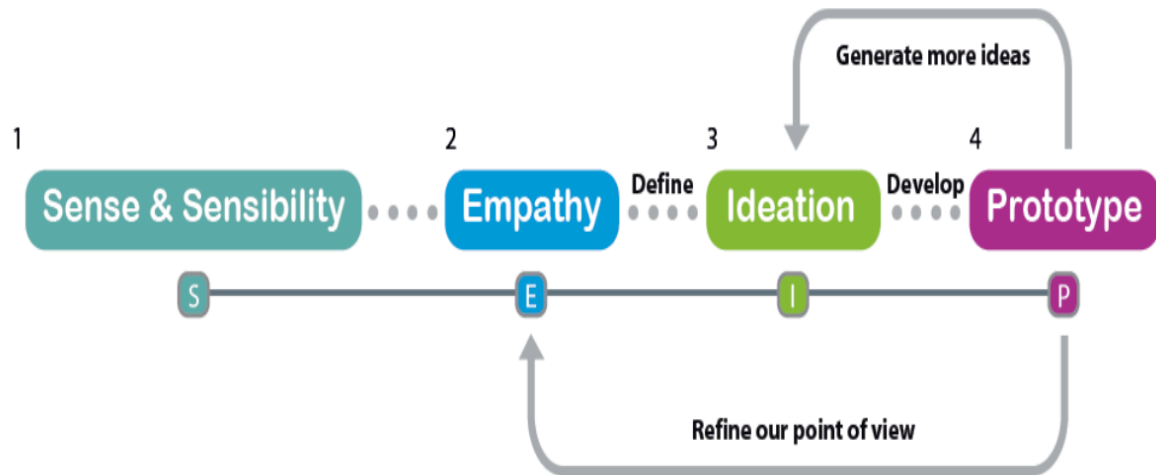 Generate more ideas
1
2
3
4
Sense & Sensibility
Empathy
Define
Ideation
Develop
Prototype
S
E
I
P
Refine our point of view